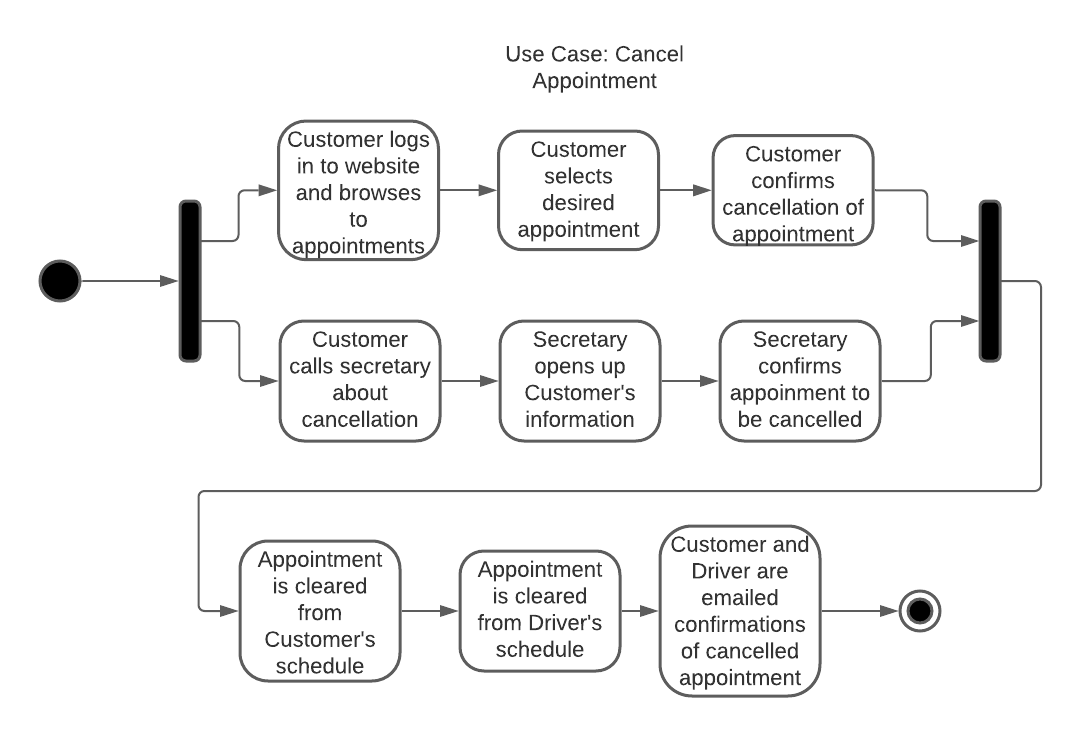 Use Case: Cancel
Appointment
Customer logs
in to website
and browses
to
appointments
Customer
selects
desired
appointment
Customer
confirms
cancellation of
appointment
Customer
calls secretary
about
cancellation
Secretary
opens up
Customer's
information
Secretary
confirms
appoinment to
be cancelled
Appointment
is cleared
from
Customer's
schedule
Appointment
is cleared
from Driver's
schedule
Customer and
Driver are
emailed
confirmations
of cancelled
appointment